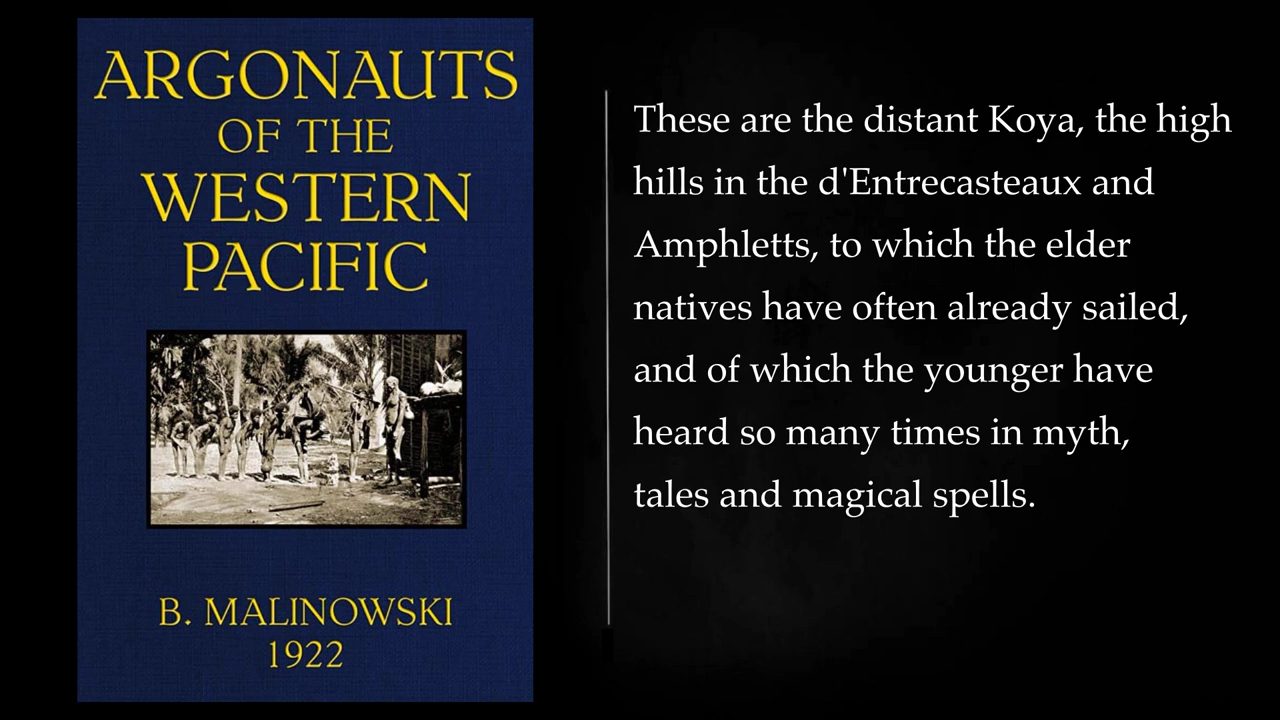 ARGONAUTS
OF THE
WESTERN
PACIFIC
B. MALINOWSKI
1922
These are the distant Koya, the high
hills in the d'Entrecasteaux and
Amphletts, to which the elder
natives have often already sailed,
and of which the younger have
heard so many times in myth,
tales and magical spells.